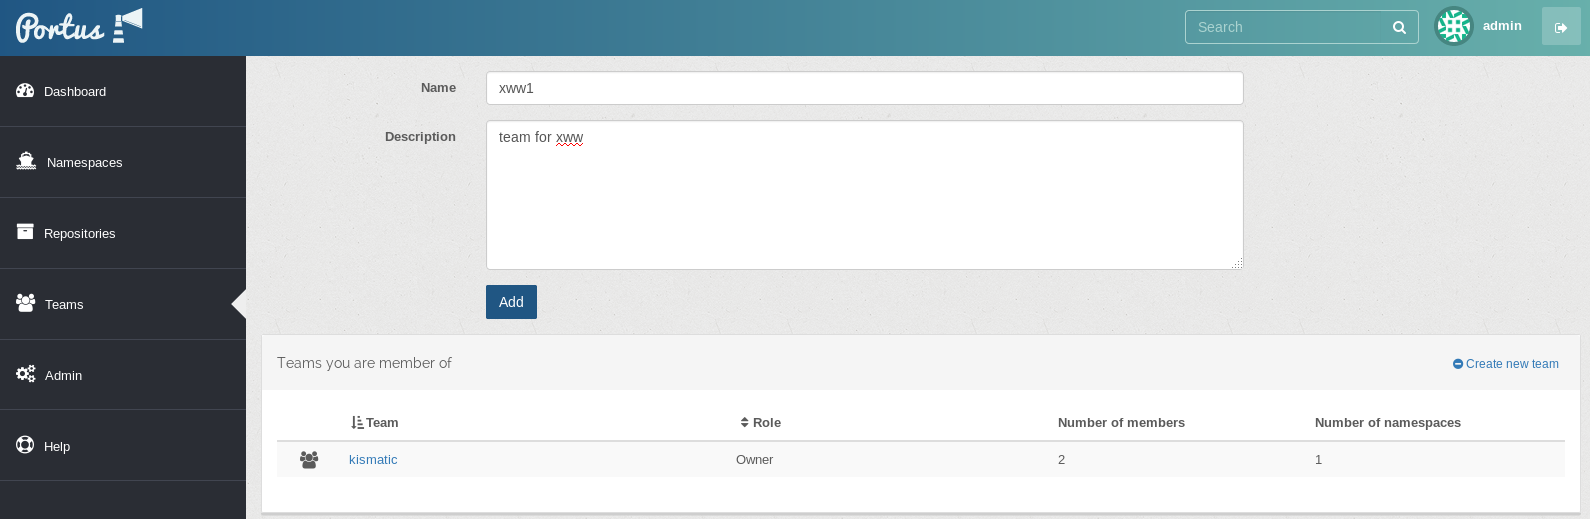 Portus
Search
admin
Dashboard
Namespaces
Repositories
Teams
Admin
Help
Name
xww1
Description
team for xww
Add
Teams you are member of
Create new team
Team Role Number of members Number of namespaces
kismatic Owner 2 1